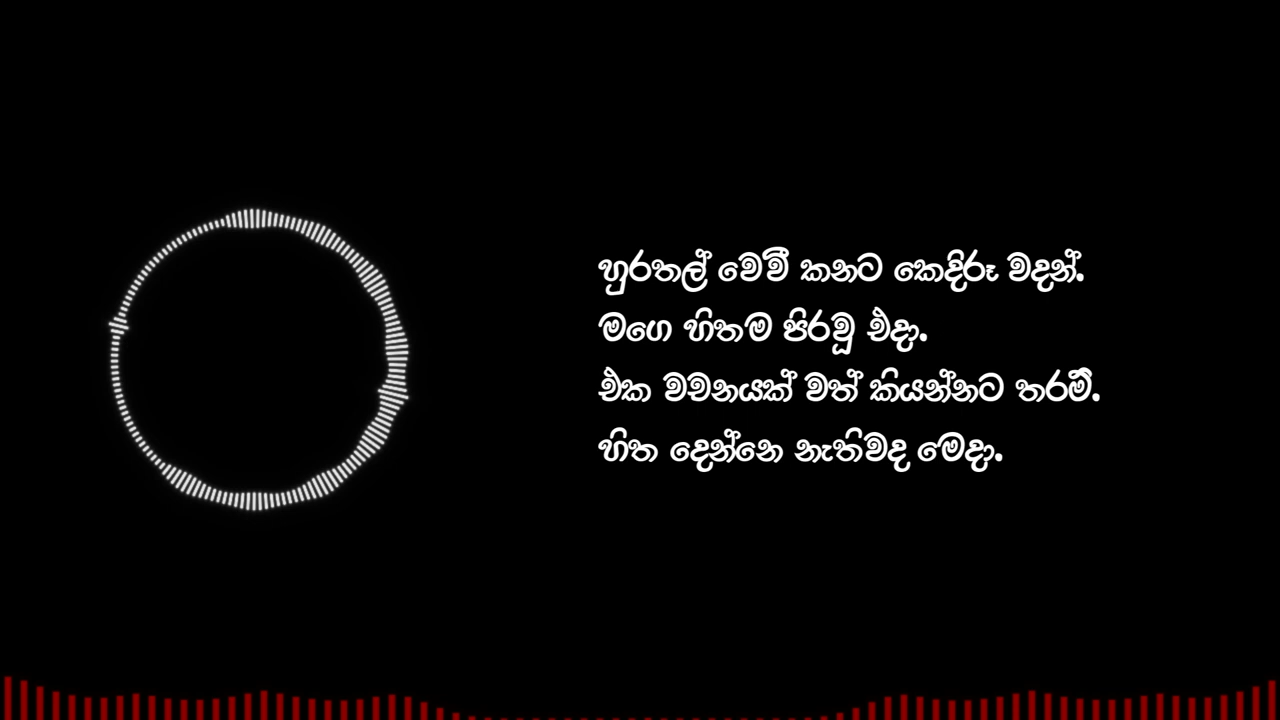 හුරතල් වෙවී කනට කෙදිරූ වදන්.
මගෙ හිතම පිරවූ එදා.
එක වචනයක් වත් කියන්නට තරම්.
හිත දෙන්නෙ නැතිවද මෙදා.